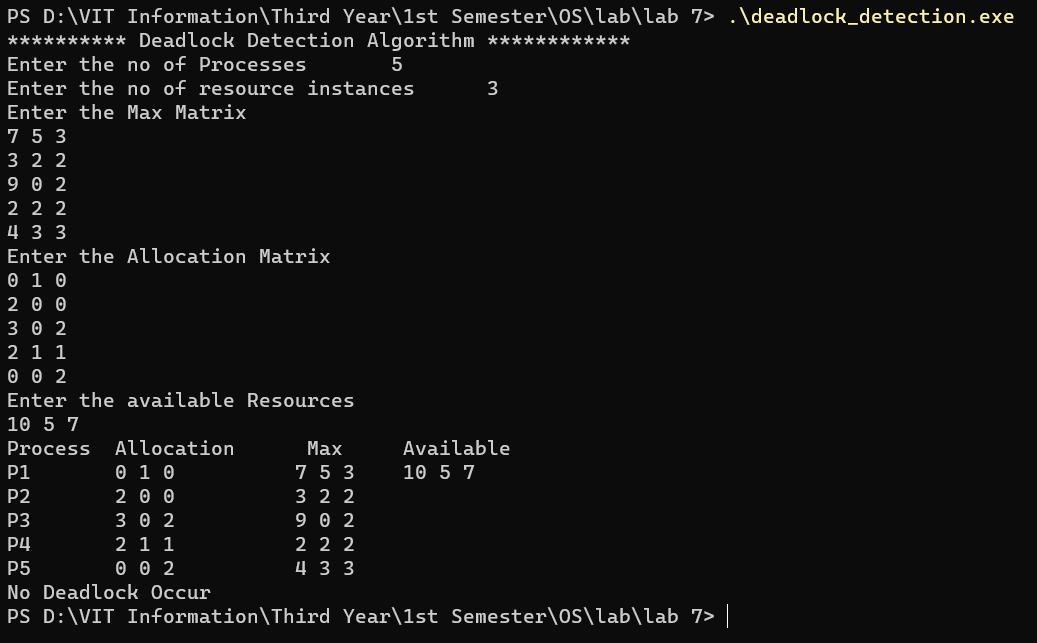 PS D:\VIT Information\Third Year\1st Semester\OS\lab\lab 7> .\deadlock_detection.exe
********** Deadlock Detection Algorithm ************
Enter the no of Processes       5
Enter the no of resource instances      3
Enter the Max Matrix
7 5 3
3 2 2
9 0 2
2 2 2
4 3 3
Enter the Allocation Matrix
0 1 0
2 0 0
3 0 2
2 1 1
0 0 2
Enter the available Resources
10 5 7
Process  Allocation      Max     Available
P1       0 1 0          7 5 3    10 5 7
P2       2 0 0          3 2 2
P3       3 0 2          9 0 2
P4       2 1 1          2 2 2
P5       0 0 2          4 3 3
No Deadlock Occur
PS D:\VIT Information\Third Year\1st Semester\OS\lab\lab 7>